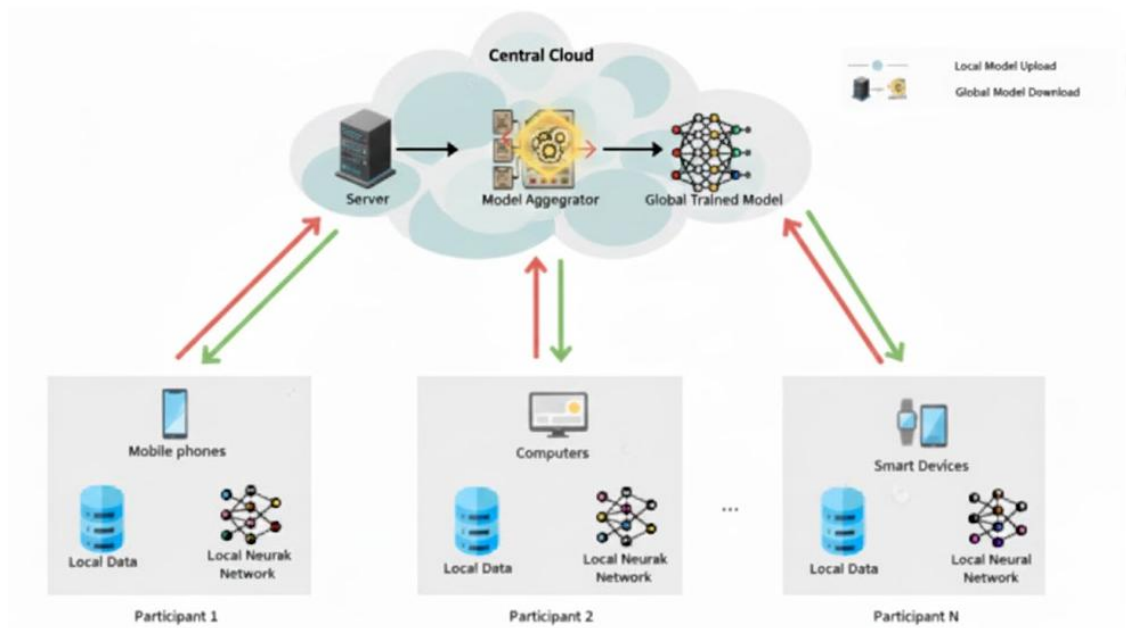 Central Cloud
Local Model Upload
Global Model Download
Server
Model Aggegrator
Global Trained Model
Mobile phones
Computers
Smart Devices
Local Data
Local Neurak
Network
Local Data
Local Neurak
Network
...
Local Data
Local Neural
Network
Participant 1
Participant 2
Participant N